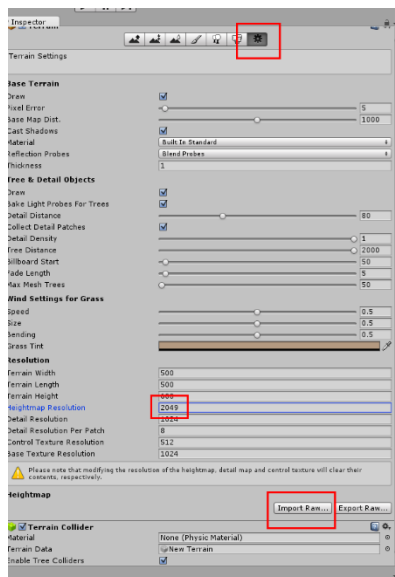 Inspector
Terrain
Terrain Settings
Base Terrain
Draw
Pixel Error 5
Base Map Dist. 1000
Cast Shadows
Material Built In Standard
Reflection Probes Blend Probes
Thickness 1
Tree & Detail Objects
Draw
Bake Light Probes For Trees
Detail Distance 80
Collect Detail Patches
Detail Density 1
Tree Distance 2000
Billboard Start 50
Fade Length 5
Max Mesh Trees 50
Wind Settings for Grass
Speed 0.5
Size 0.5
Bending 0.5
Grass Tint
Resolution
Terrain Width 500
Terrain Length 500
Terrain Height 600
Heightmap Resolution 2049
Detail Resolution 1024
Detail Resolution Per Patch 8
Control Texture Resolution 512
Base Texture Resolution 1024
Please note that modifying the resolution of the heightmap, detail map and control texture will clear their
contents, respectively.
Heightmap
Import Raw... Export Raw...
Terrain Collider
Material None (Physic Material)
Terrain Data New Terrain
Enable Tree Colliders